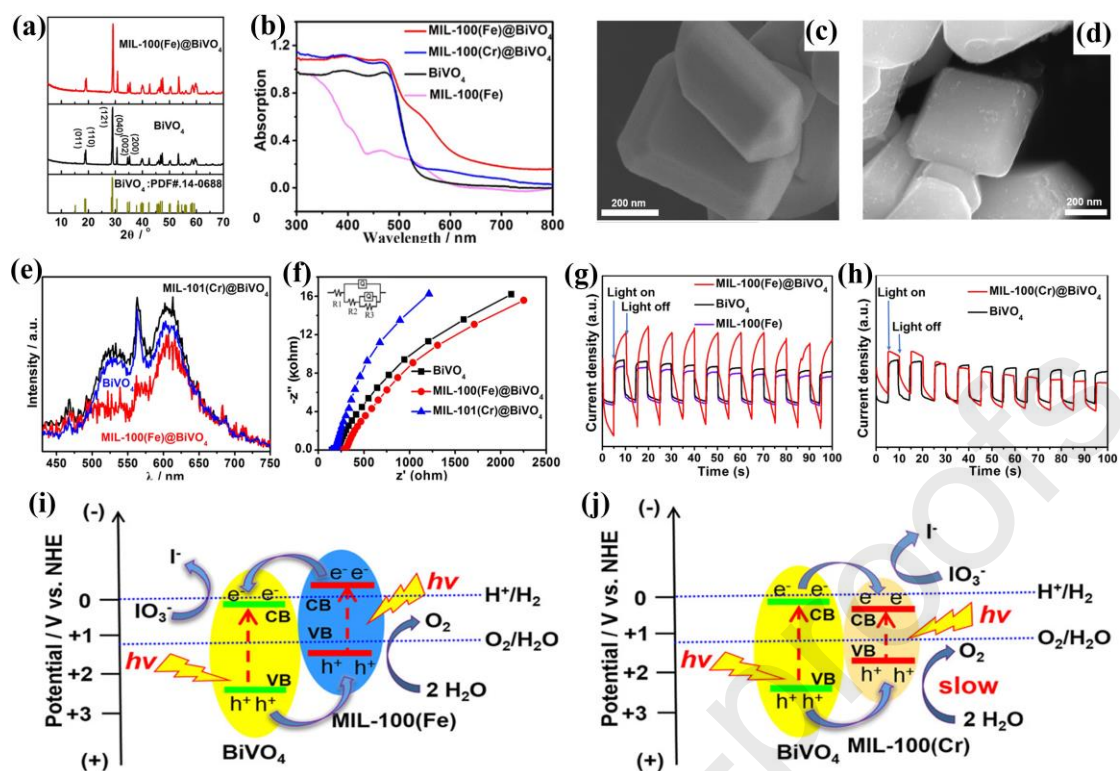 (a)
MIL-100(Fe)@BiVO4
BiVO4
(011)
(110)
(121)
(040)
(002)
(200)
BiVO4:PDF#.14-0688
10 20 30 40 50 60 70
2θ / °
(b)
MIL-100(Fe)@BiVO4
MIL-100(Cr)@BiVO4
BiVO4
MIL-100(Fe)
Absorption
1.2
0.8
0.4
0.0
0
300 400 500 600 700 800
Wavelength / nm
(c)
200 nm
(d)
200 nm
(e)
MIL-101(Cr)@BiVO4
BiVO4
MIL-100(Fe)@BiVO4
Intensity / a.u.
450 500 550 600 650 700 750
λ / nm
(f)
R1
R2
R3
Q
Q
BiVO4
MIL-100(Fe)@BiVO4
MIL-101(Cr)@BiVO4
-z'' (kohm)
16
12
8
4
0
0 500 1000 1500 2000 2500
z' (ohm)
(g)
Light on
Light off
MIL-100(Fe)@BiVO4
BiVO4
MIL-100(Fe)
Current density (a.u.)
0 10 20 30 40 50 60 70 80 90 100
Time (s)
(h)
Light on
Light off
MIL-100(Cr)@BiVO4
BiVO4
Current density (a.u.)
0 10 20 30 40 50 60 70 80 90 100
Time (s)
(i)
(-)
Potential / V vs. NHE
0
+1
+2
+3
(+)
I-
IO3-
e- e-
CB
hν
VB
h+ h+
BiVO4
e- e-
CB
VB
h+ h+
MIL-100(Fe)
hν
H+/H2
O2/H2O
O2
2 H2O
(j)
(-)
Potential / V vs. NHE
0
+1
+2
+3
(+)
I-
IO3-
e- e-
CB
hν
VB
h+ h+
BiVO4
e- e-
CB
VB
h+ h+
MIL-100(Cr)
hν
H+/H2
O2/H2O
O2
slow
2 H2O